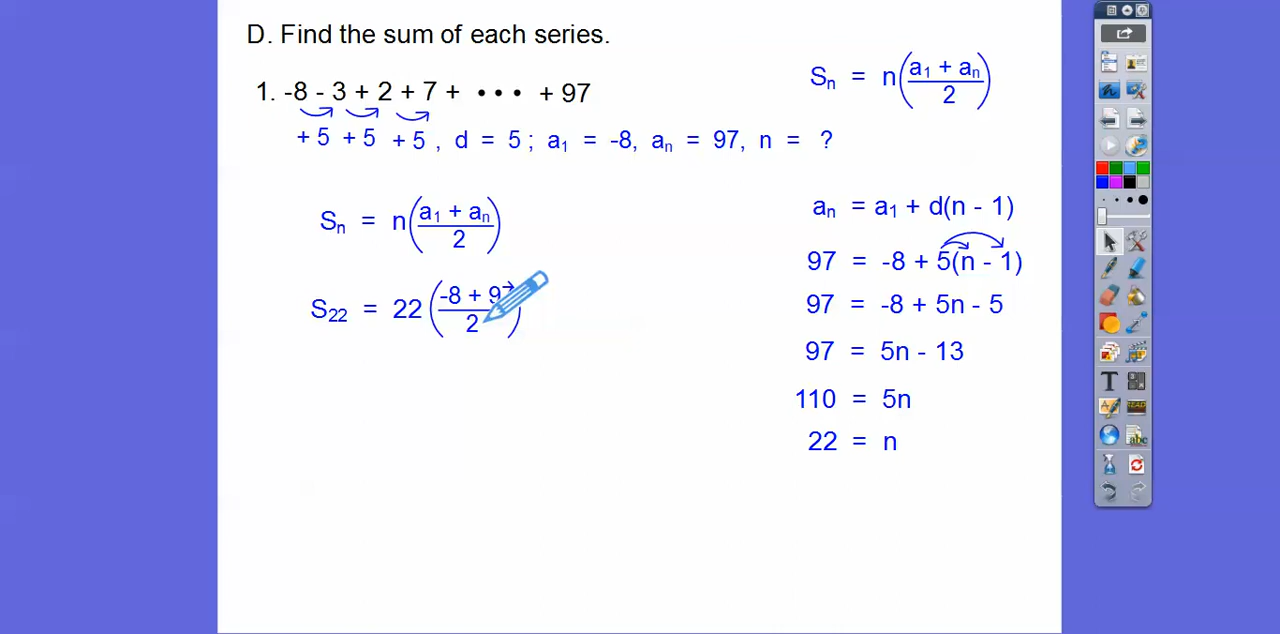 D. Find the sum of each series.
1. -8 - 3 + 2 + 7 + • • • + 97
+ 5 + 5 + 5 , d = 5 ; a₁ = -8, aₙ = 97, n = ?
Sₙ = n(a₁ + aₙ / 2)
Sₙ = n(a₁ + aₙ / 2)
S₂₂ = 22(-8 + 97 / 2)
aₙ = a₁ + d(n - 1)
97 = -8 + 5(n - 1)
97 = -8 + 5n - 5
97 = 5n - 13
110 = 5n
22 = n